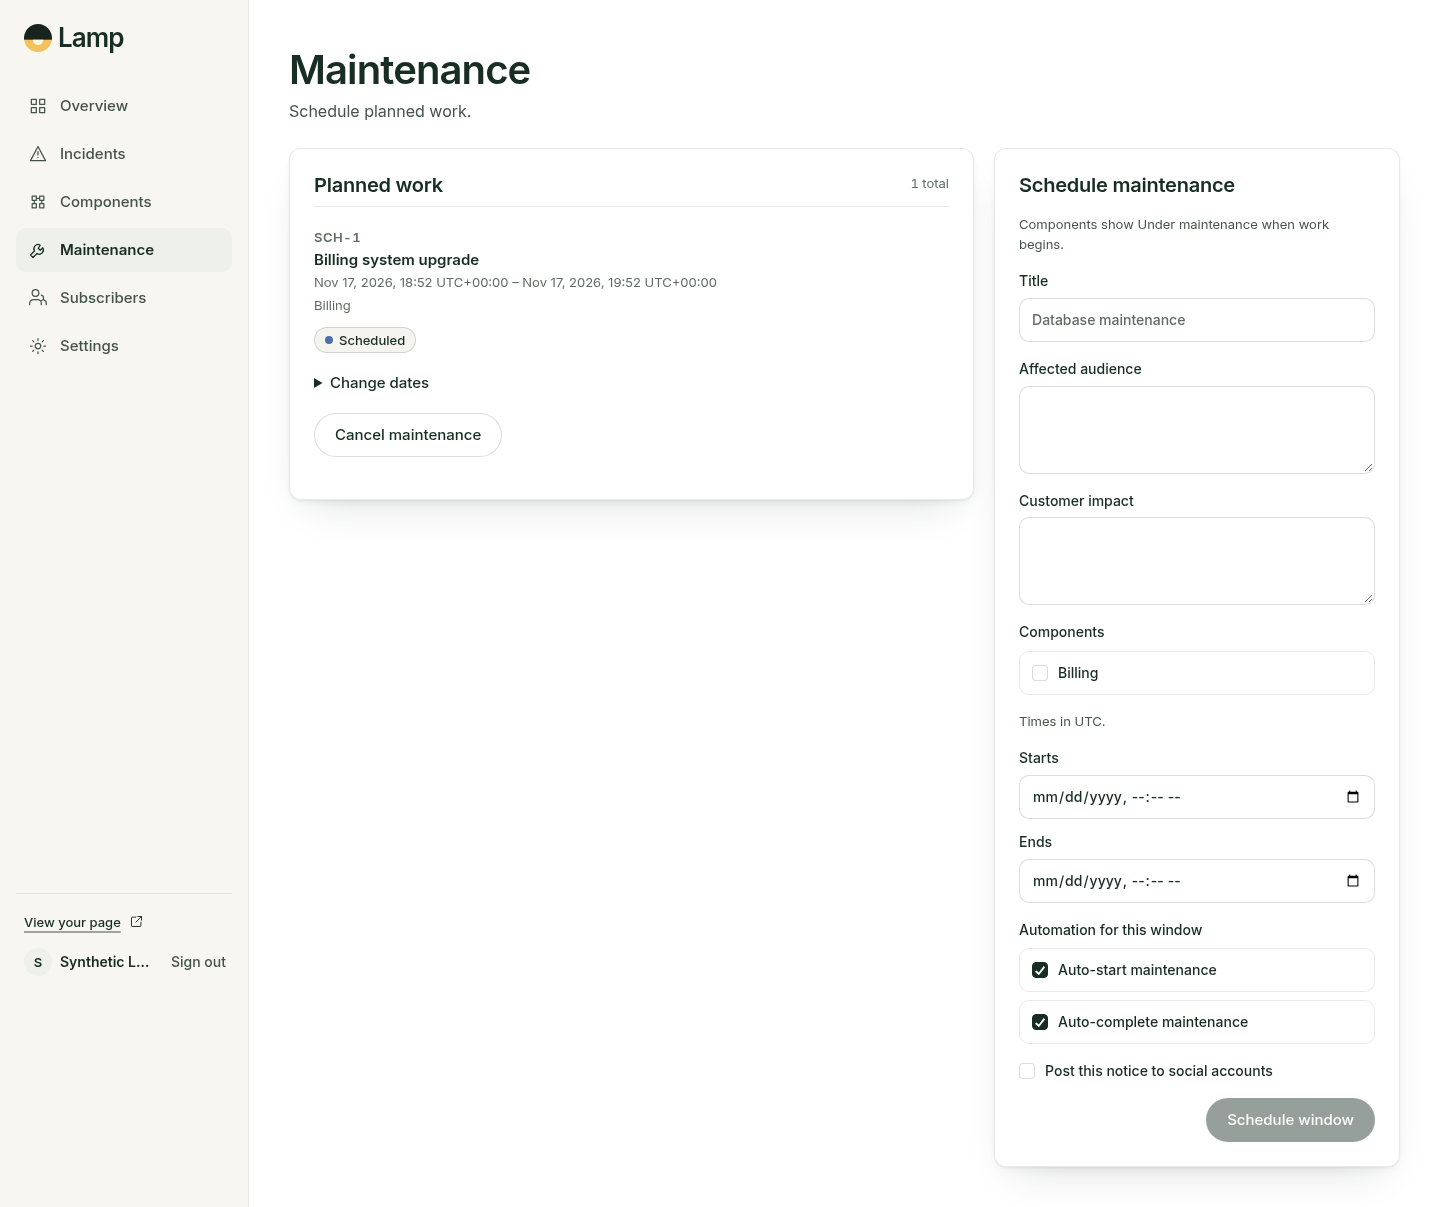 Lamp
Overview
Incidents
Components
Maintenance
Subscribers
Settings
View your page
S
Synthetic L...
Sign out
Maintenance
Schedule planned work.
Planned work
1 total
SCH-1
Billing system upgrade
Nov 17, 2026, 18:52 UTC+00:00 – Nov 17, 2026, 19:52 UTC+00:00
Billing
Scheduled
Change dates
Cancel maintenance
Schedule maintenance
Components show Under maintenance when work
begins.
Title
Database maintenance
Affected audience
Customer impact
Components
Billing
Times in UTC.
Starts
mm/dd/yyyy, --:-- --
Ends
mm/dd/yyyy, --:-- --
Automation for this window
Auto-start maintenance
Auto-complete maintenance
Post this notice to social accounts
Schedule window